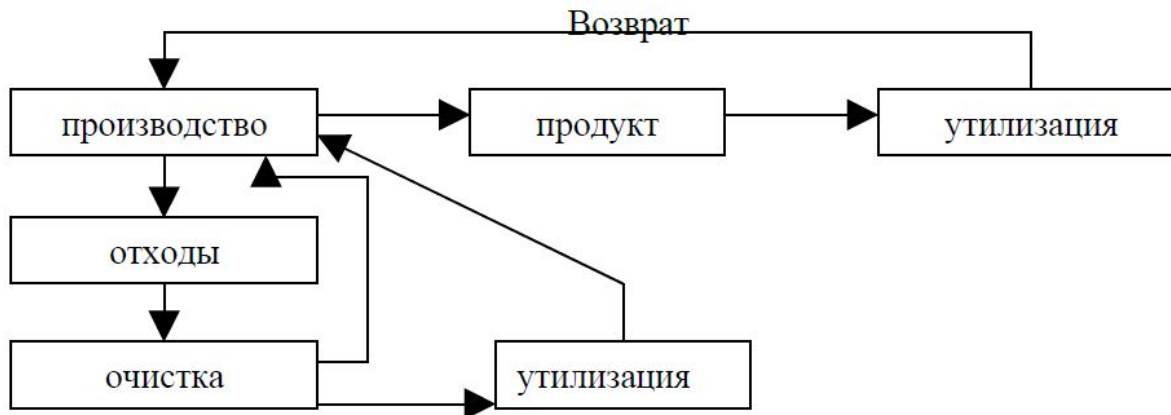 Возврат
производство
продукт
утилизация
отходы
очистка
утилизация